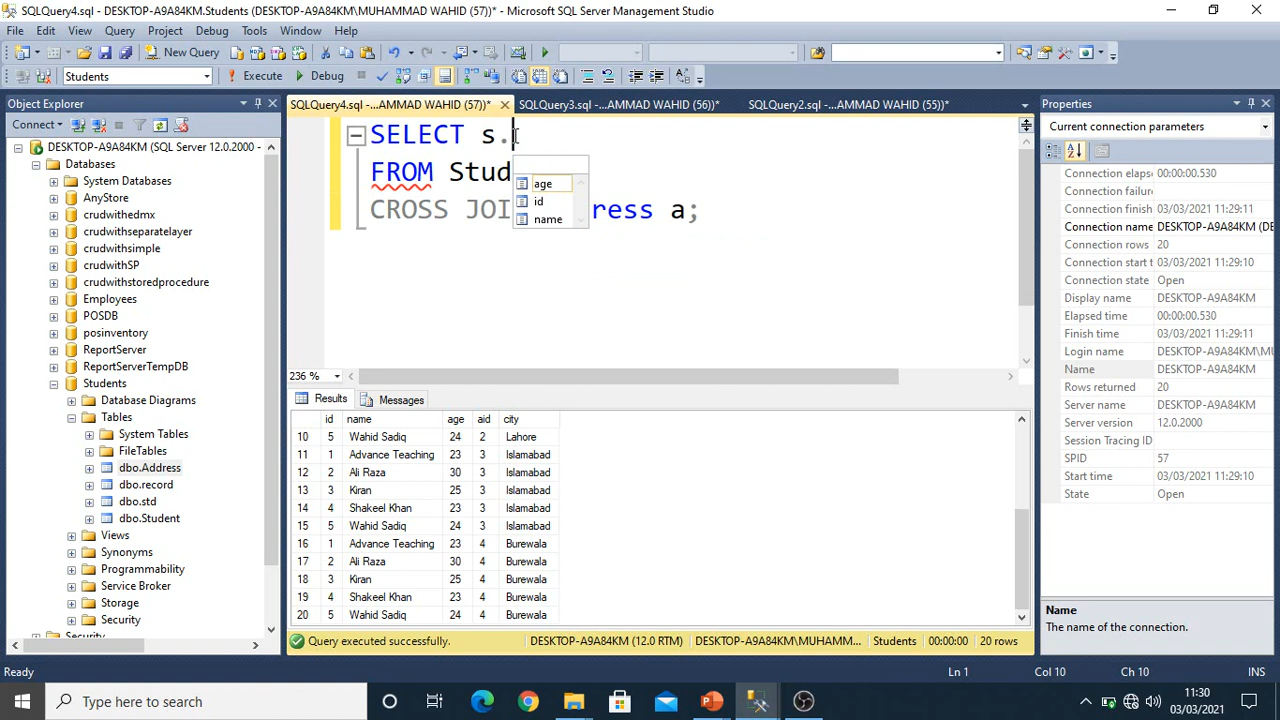 SQLQuery4.sql - DESKTOP-A9A84KM.Students (DESKTOP-A9A84KM\MUHAMMAD WAHID (57))* - Microsoft SQL Server Management Studio
File Edit View Query Project Debug Tools Window Help
New Query
Students Execute Debug
Object Explorer
Connect
DESKTOP-A9A84KM (SQL Server 12.0.2000
Databases
System Databases
AnyStore
crudwithedmx
crudwithseparatelayer
crudwithsimple
crudwithSP
crudwithstoredprocedure
Employees
POSDB
posinventory
ReportServer
ReportServerTempDB
Students
Database Diagrams
Tables
System Tables
FileTables
dbo.Address
dbo.record
dbo.std
dbo.Student
Views
Synonyms
Programmability
Service Broker
Storage
Security
SQLQuery4.sql -...AMMAD WAHID (57))* SQLQuery3.sql -...AMMAD WAHID (56))* SQLQuery2.sql -...AMMAD WAHID (55))*
SELECT s.
FROM Stud
CROSS JOI ress a;
age
id
name
236 %
Results Messages
id name age aid city
10 5 Wahid Sadiq 24 2 Lahore
11 1 Advance Teaching 23 3 Islamabad
12 2 Ali Raza 30 3 Islamabad
13 3 Kiran 25 3 Islamabad
14 4 Shakeel Khan 23 3 Islamabad
15 5 Wahid Sadiq 24 3 Islamabad
16 1 Advance Teaching 23 4 Burewala
17 2 Ali Raza 30 4 Burewala
18 3 Kiran 25 4 Burewala
19 4 Shakeel Khan 23 4 Burewala
20 5 Wahid Sadiq 24 4 Burewala
Query executed successfully. DESKTOP-A9A84KM (12.0 RTM) DESKTOP-A9A84KM\MUHAMM... Students 00:00:00 20 rows
Properties
Current connection parameters
Connection elaps 00:00:00.530
Connection failure
Connection finish 03/03/2021 11:29:11
Connection name DESKTOP-A9A84KM (DE
Connection rows 20
Connection start t 03/03/2021 11:29:10
Connection state Open
Display name DESKTOP-A9A84KM
Elapsed time 00:00:00.530
Finish time 03/03/2021 11:29:11
Login name DESKTOP-A9A84KM\MU
Name DESKTOP-A9A84KM
Rows returned 20
Server name DESKTOP-A9A84KM
Server version 12.0.2000
Session Tracing ID
SPID 57
Start time 03/03/2021 11:29:10
State Open
Name
The name of the connection.
Ready Ln 1 Col 10 Ch 10 INS
Type here to search
11:30
03/03/2021